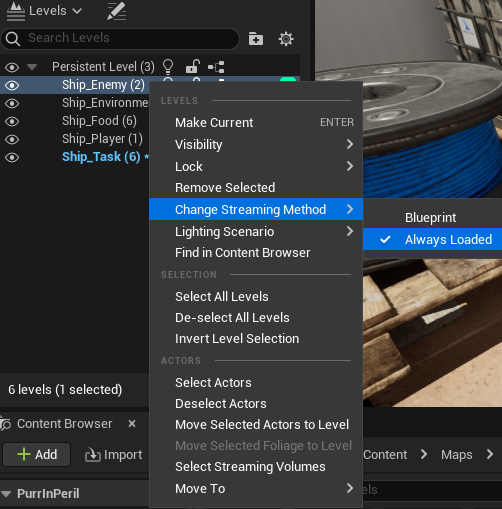 Levels
Search Levels
Persistent Level (3)
Ship_Enemy (2)
Ship_Environme
Ship_Food (6)
Ship_Player (1)
Ship_Task (6)
LEVELS
Make Current ENTER
Visibility
Lock
Remove Selected
Change Streaming Method
Blueprint
Always Loaded
Lighting Scenario
Find in Content Browser
SELECTION
Select All Levels
De-select All Levels
Invert Level Selection
ACTORS
Select Actors
Deselect Actors
Move Selected Actors to Level
Move Selected Foliage to Level
Select Streaming Volumes
Move To
6 levels (1 selected)
Content Browser
Add Import
Content Maps
PurrInPeril
els